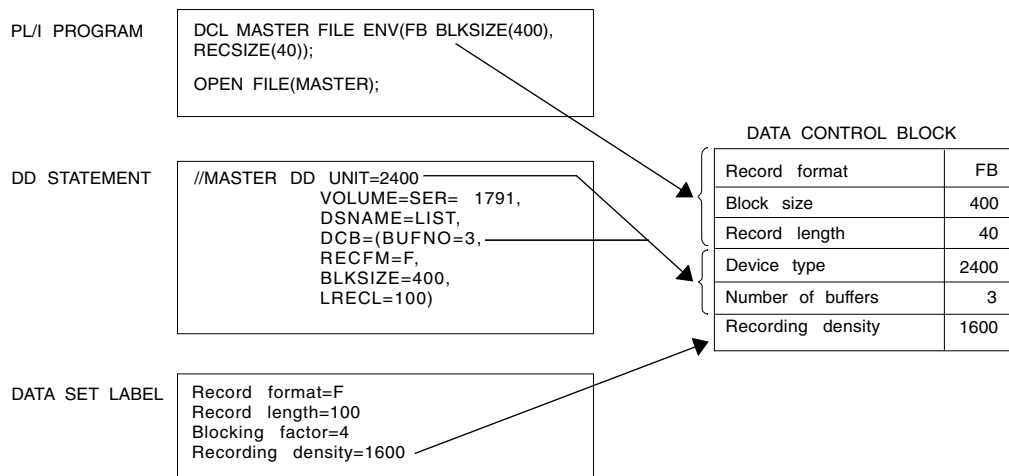 PL/I PROGRAM
DCL MASTER FILE ENV(FB BLKSIZE(400),
RECSIZE(40));
OPEN FILE(MASTER);
DATA CONTROL BLOCK
Record format FB
Block size 400
Record length 40
Device type 2400
Number of buffers 3
Recording density 1600
DD STATEMENT
//MASTER DD UNIT=2400
VOLUME=SER= 1791,
DSNAME=LIST,
DCB=(BUFNO=3,
RECFM=F,
BLKSIZE=400,
LRECL=100)
DATA SET LABEL
Record format=F
Record length=100
Blocking factor=4
Recording density=1600